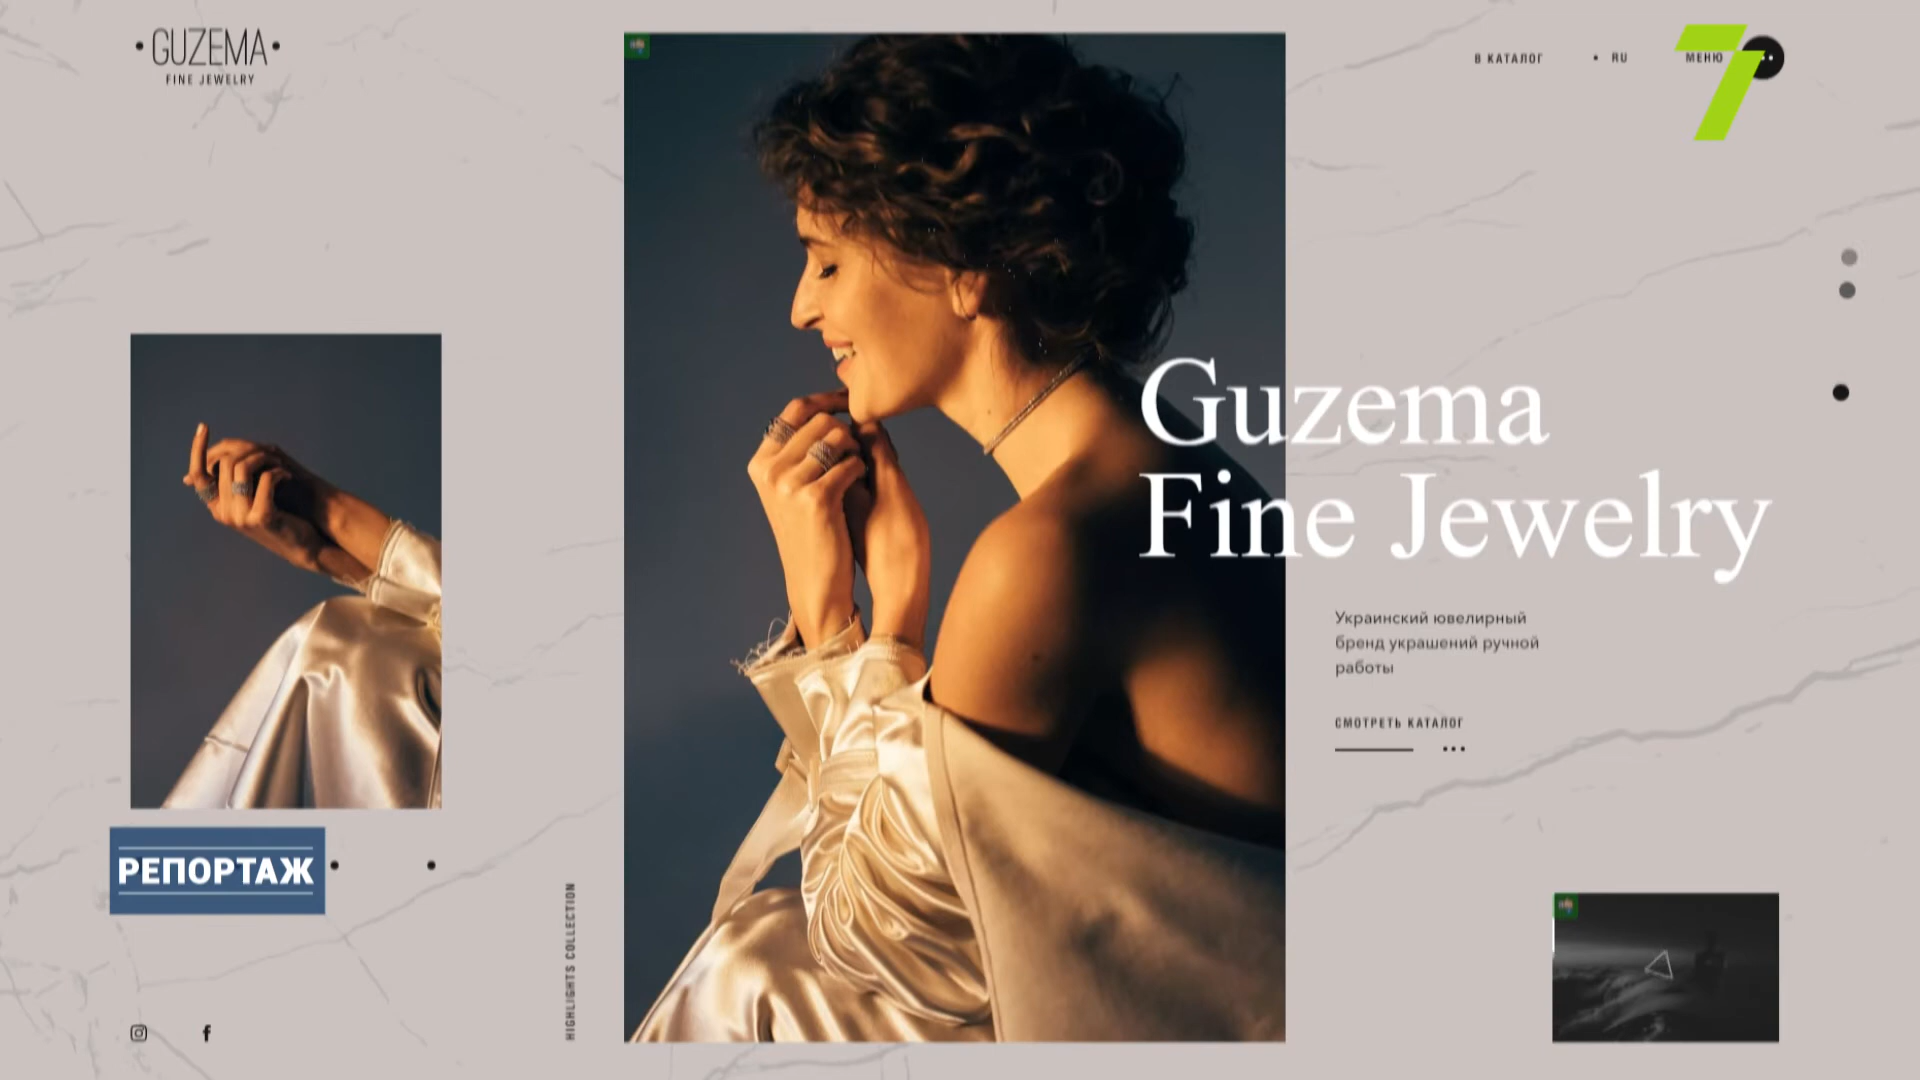 GUZEMA
FINE JEWELRY
В КАТАЛОГ
RU
МЕНЮ
7
Guzema
Fine Jewelry
Украинский ювелирный
бренд украшений ручной
работы
СМОТРЕТЬ КАТАЛОГ
РЕПОРТАЖ
HIGHLIGHTS COLLECTION